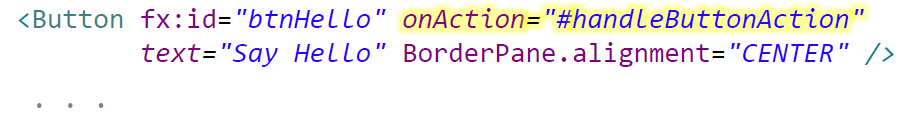 <Button fx:id="btnHello" onAction="#handleButtonAction"
text="Say Hello" BorderPane.alignment="CENTER" />
. . .